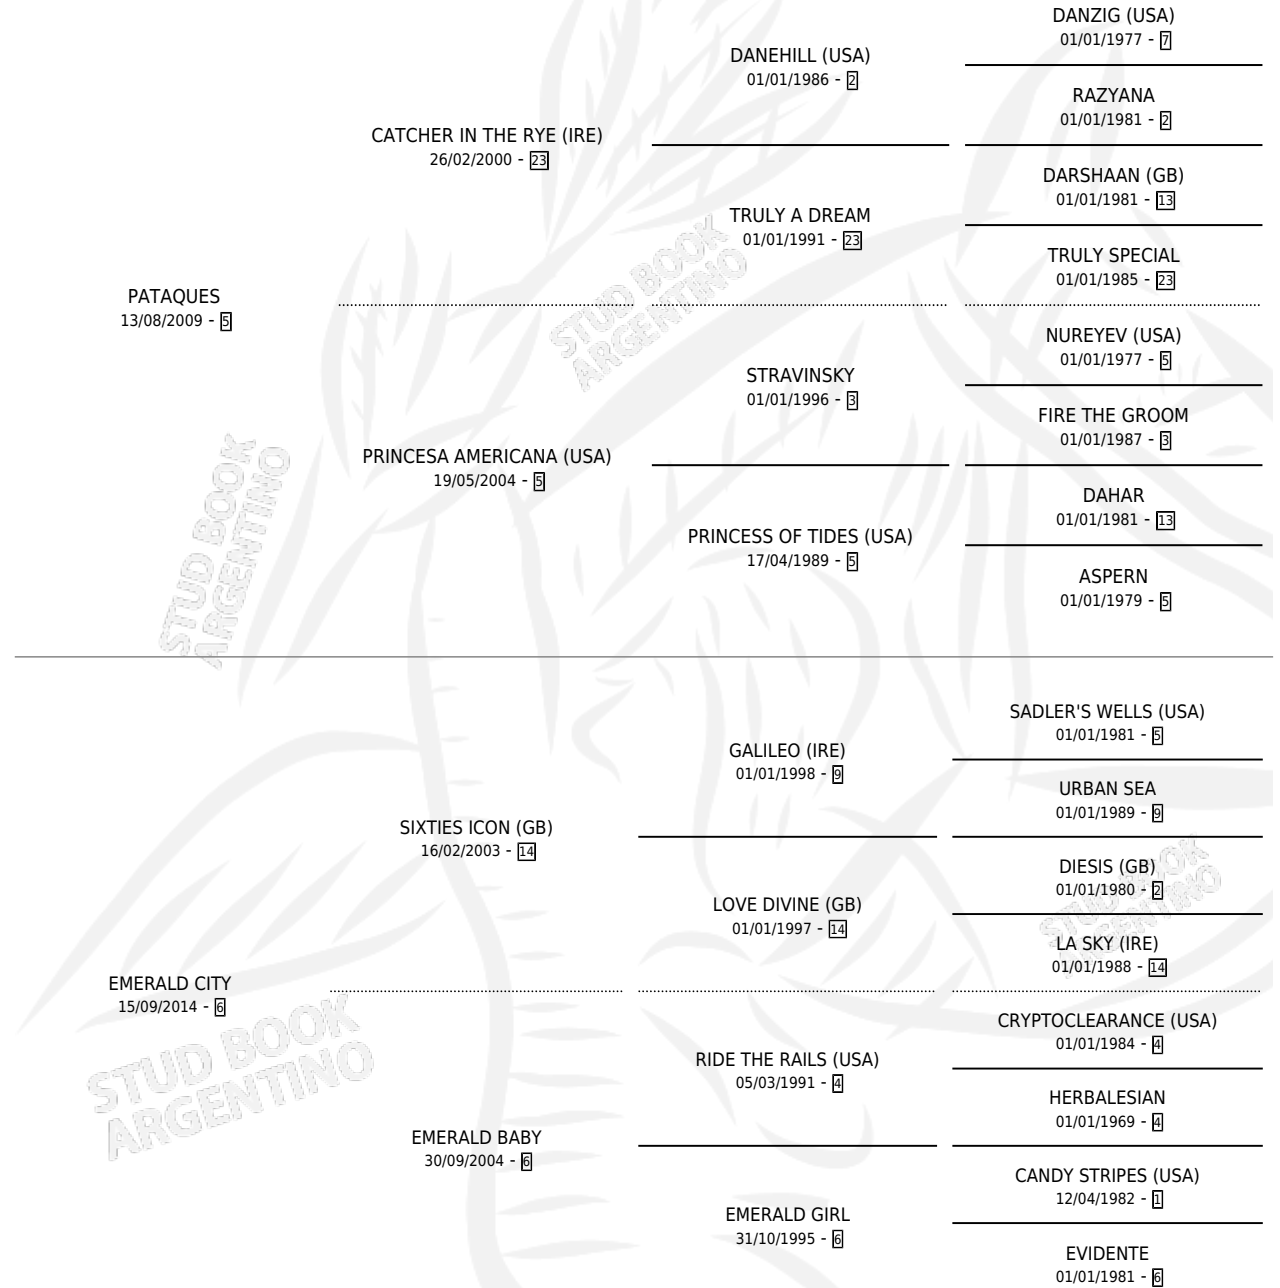 DANZIG (USA)
01/01/1977 - 7
DANEHILL (USA)
01/01/1986 - 2
RAZYANA
01/01/1981 - 2
CATCHER IN THE RYE (IRE)
26/02/2000 - 23
DARSHAAN (GB)
01/01/1981 - 13
TRULY A DREAM
01/01/1991 - 23
TRULY SPECIAL
01/01/1985 - 23
PATAQUES
13/08/2009 - 5
STUD BOOK
ARGENTINO
NUREYEV (USA)
01/01/1977 - 5
STRAVINSKY
01/01/1996 - 3
FIRE THE GROOM
01/01/1987 - 3
PRINCESA AMERICANA (USA)
19/05/2004 - 5
STUD BOOK
ARGENTINO
DAHAR
01/01/1981 - 13
PRINCESS OF TIDES (USA)
17/04/1989 - 5
ASPERN
01/01/1979 - 5
SADLER'S WELLS (USA)
01/01/1981 - 5
GALILEO (IRE)
01/01/1998 - 9
URBAN SEA
01/01/1989 - 9
SIXTIES ICON (GB)
16/02/2003 - 14
DIESIS (GB)
01/01/1980 - 2
STUD BOOK
ARGENTINO
LOVE DIVINE (GB)
01/01/1997 - 14
LA SKY (IRE)
01/01/1988 - 14
EMERALD CITY
15/09/2014 - 6
STUD BOOK
ARGENTINO
CRYPTOCLEARANCE (USA)
01/01/1984 - 4
RIDE THE RAILS (USA)
05/03/1991 - 4
HERBALESIAN
01/01/1969 - 4
EMERALD BABY
30/09/2004 - 6
CANDY STRIPES (USA)
12/04/1982 - 1
EMERALD GIRL
31/10/1995 - 6
EVIDENTE
01/01/1981 - 6